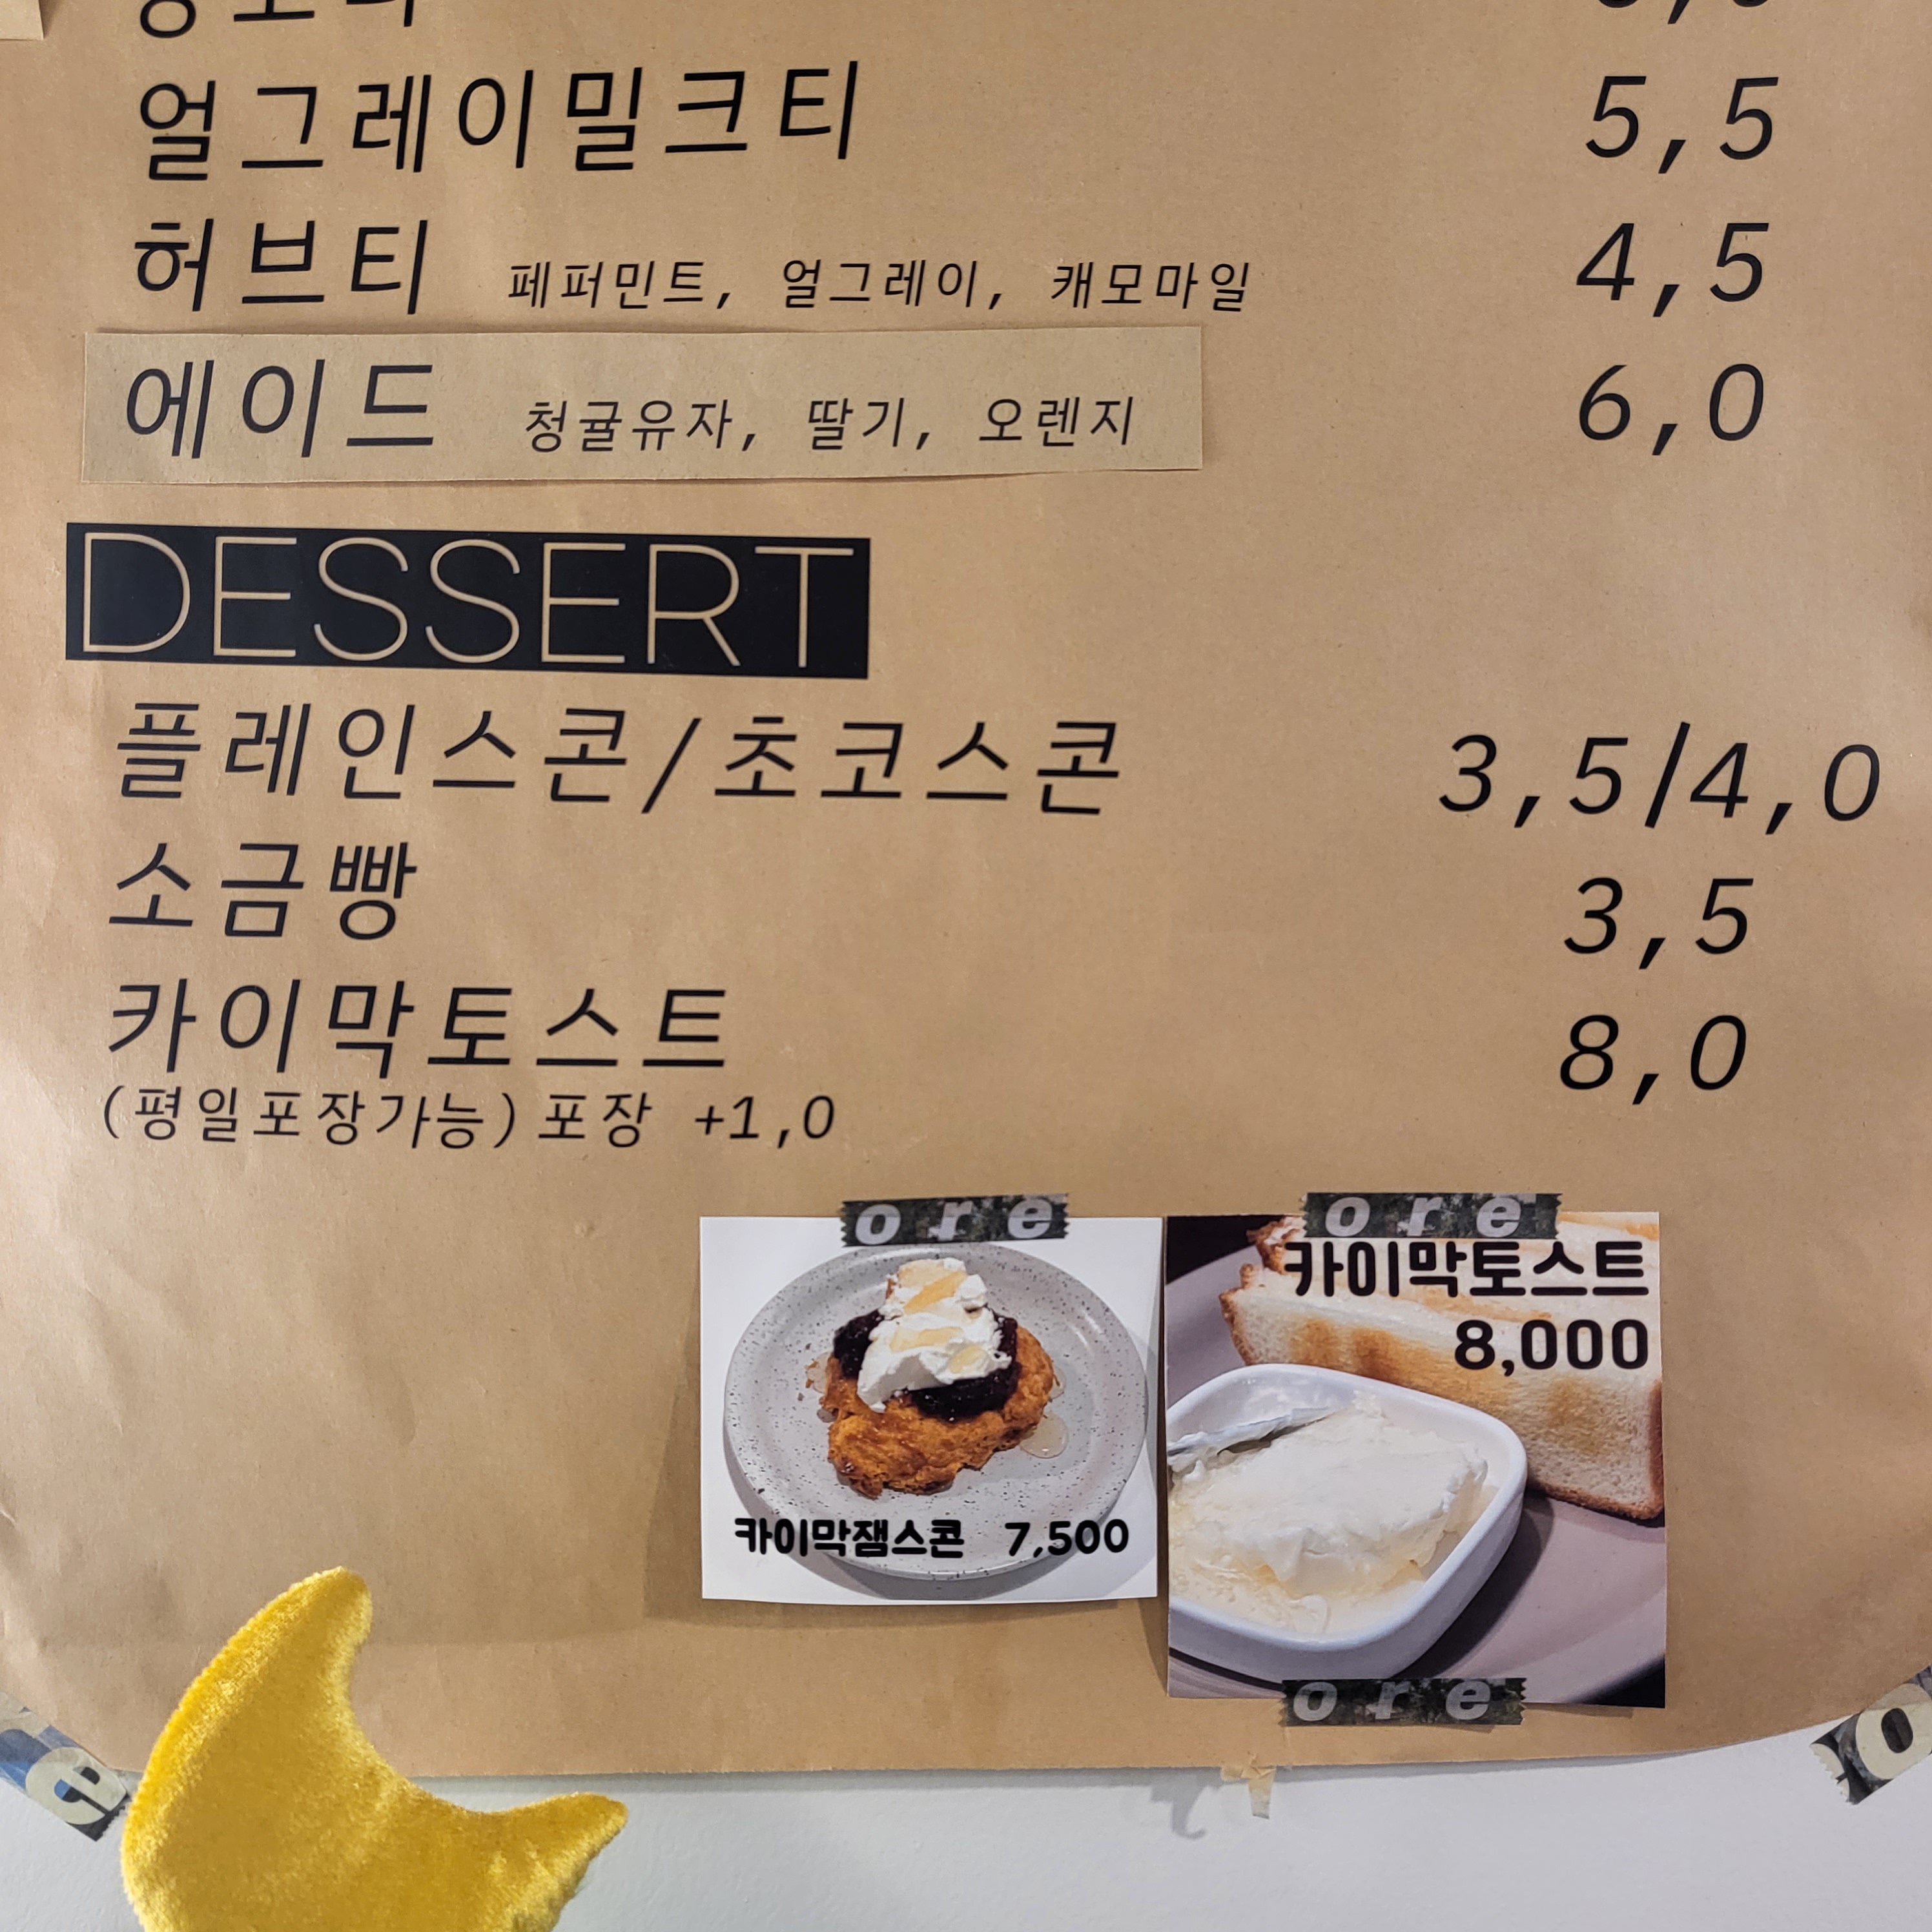 얼그레이밀크티 5,5
허브티 페퍼민트, 얼그레이, 캐모마일 4,5
에이드 청귤유자, 딸기, 오렌지 6,0
DESSERT
플레인스콘/초코스콘 3,5/4,0
소금빵 3,5
카이막토스트 8,0
(평일포장가능)포장 +1,0
ore
ore
카이막토스트
8,000
카이막잼스콘 7,500
ore